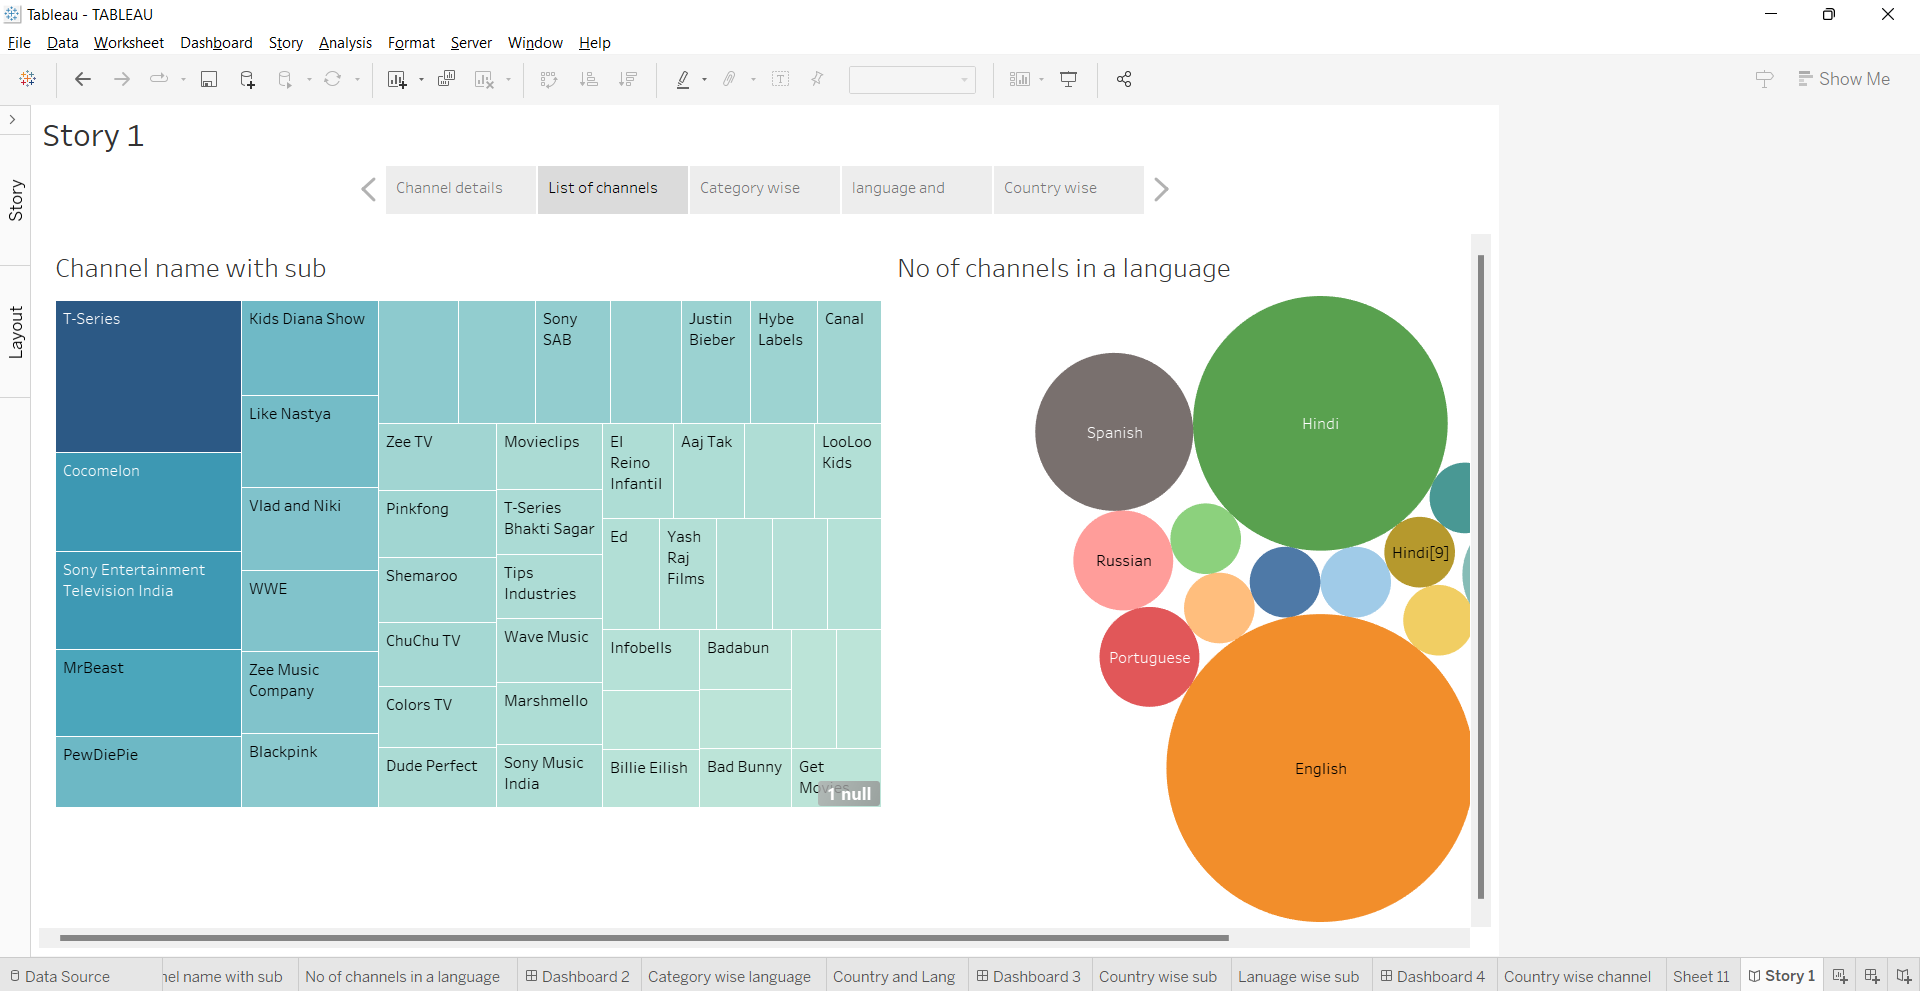 Tableau - TABLEAU
File Data Worksheet Dashboard Story Analysis Format Server Window Help
Show Me
Story
Layout
Story 1
Channel details
List of channels
Category wise
language and
Country wise
Channel name with sub
T-Series
Cocomelon
Sony Entertainment
Television India
MrBeast
PewDiePie
Kids Diana Show
Like Nastya
Vlad and Niki
WWE
Zee Music
Company
Blackpink
Sony
SAB
Justin
Bieber
Hybe
Labels
Canal
Zee TV
Pinkfong
Shemaroo
ChuChu TV
Colors TV
Dude Perfect
Movieclips
T-Series
Bhakti Sagar
Tips
Industries
Wave Music
Marshmello
Sony Music
India
El
Reino
Infantil
Aaj Tak
LooLoo
Kids
Ed
Yash
Raj
Films
Infobells
Badabun
Billie Eilish
Bad Bunny
Get
1 null
No of channels in a language
Spanish
Hindi
Russian
Hindi[9]
Portuguese
English
Data Source
nel name with sub
No of channels in a language
Dashboard 2
Category wise language
Country and Lang
Dashboard 3
Country wise sub
Lanuage wise sub
Dashboard 4
Country wise channel
Sheet 11
Story 1